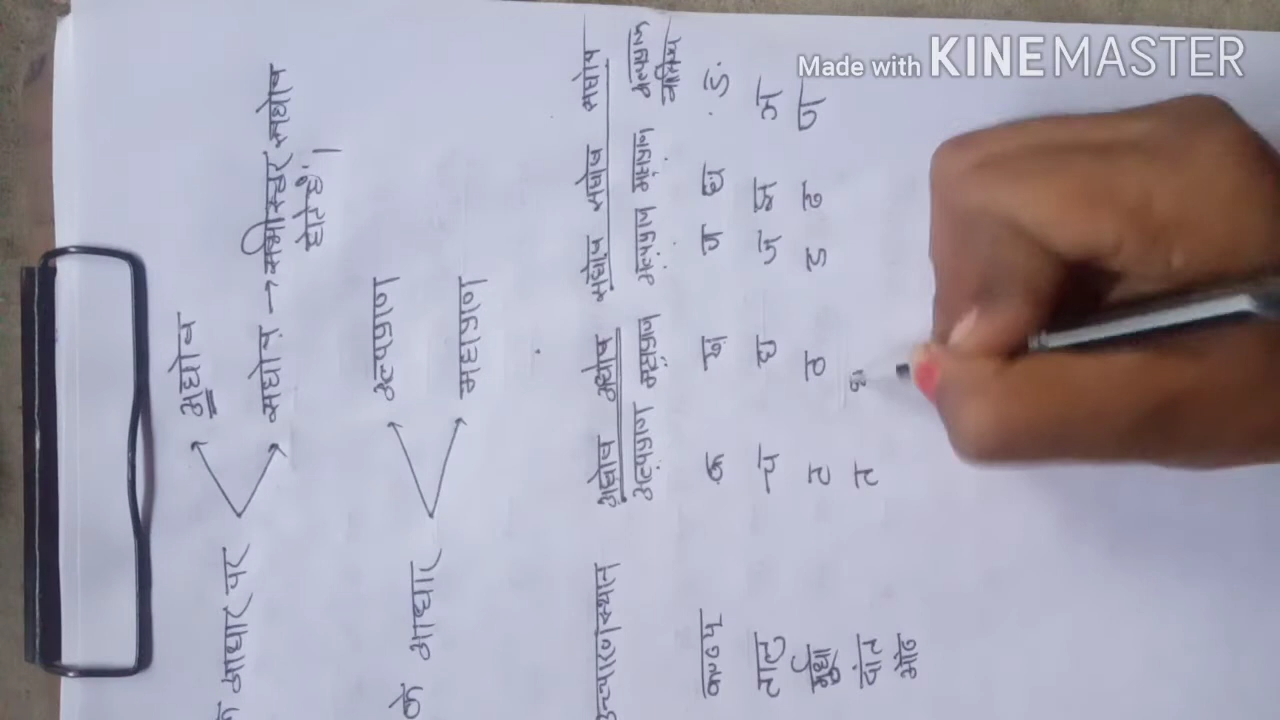 Made with KINEMASTER
के आधार पर
अघोष
सघोष → सभी स्वर सघोष
होते हैं।
के आधार
अल्पप्राण
महाप्राण
उच्चारण स्थान अघोष अघोष सघोष सघोष सघोष
अल्पप्राण महाप्राण अल्पप्राण महाप्राण अल्पप्राण
कण्ठ्य क ख ग घ ङ
तालु च छ ज झ ञ
मुर्धा ट ठ ड ढ ण
दांत त थ
ओठ